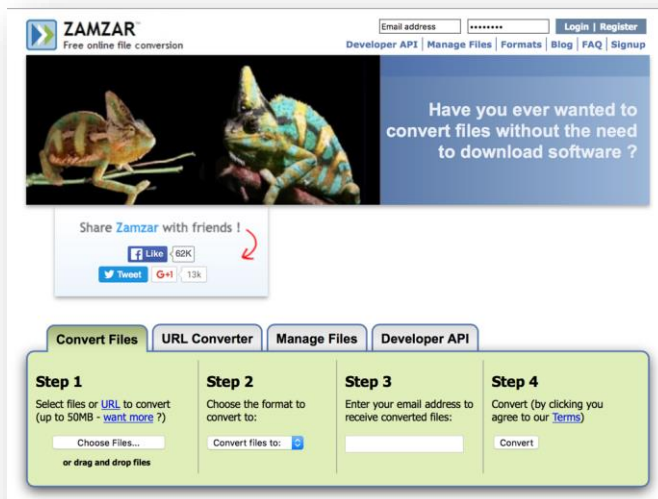 ZAMZAR™
Free online file conversion
Email address
••••••••
Login | Register
Developer API | Manage Files | Formats | Blog | FAQ | Signup
Have you ever wanted to
convert files without the need
to download software ?
Share Zamzar with friends !
Like 62K
Tweet G+1 13k
Convert Files
URL Converter
Manage Files
Developer API
Step 1
Select files or URL to convert
(up to 50MB - want more ?)
Choose Files...
or drag and drop files
Step 2
Choose the format to
convert to:
Convert files to:
Step 3
Enter your email address to
receive converted files:
Step 4
Convert (by clicking you
agree to our Terms)
Convert